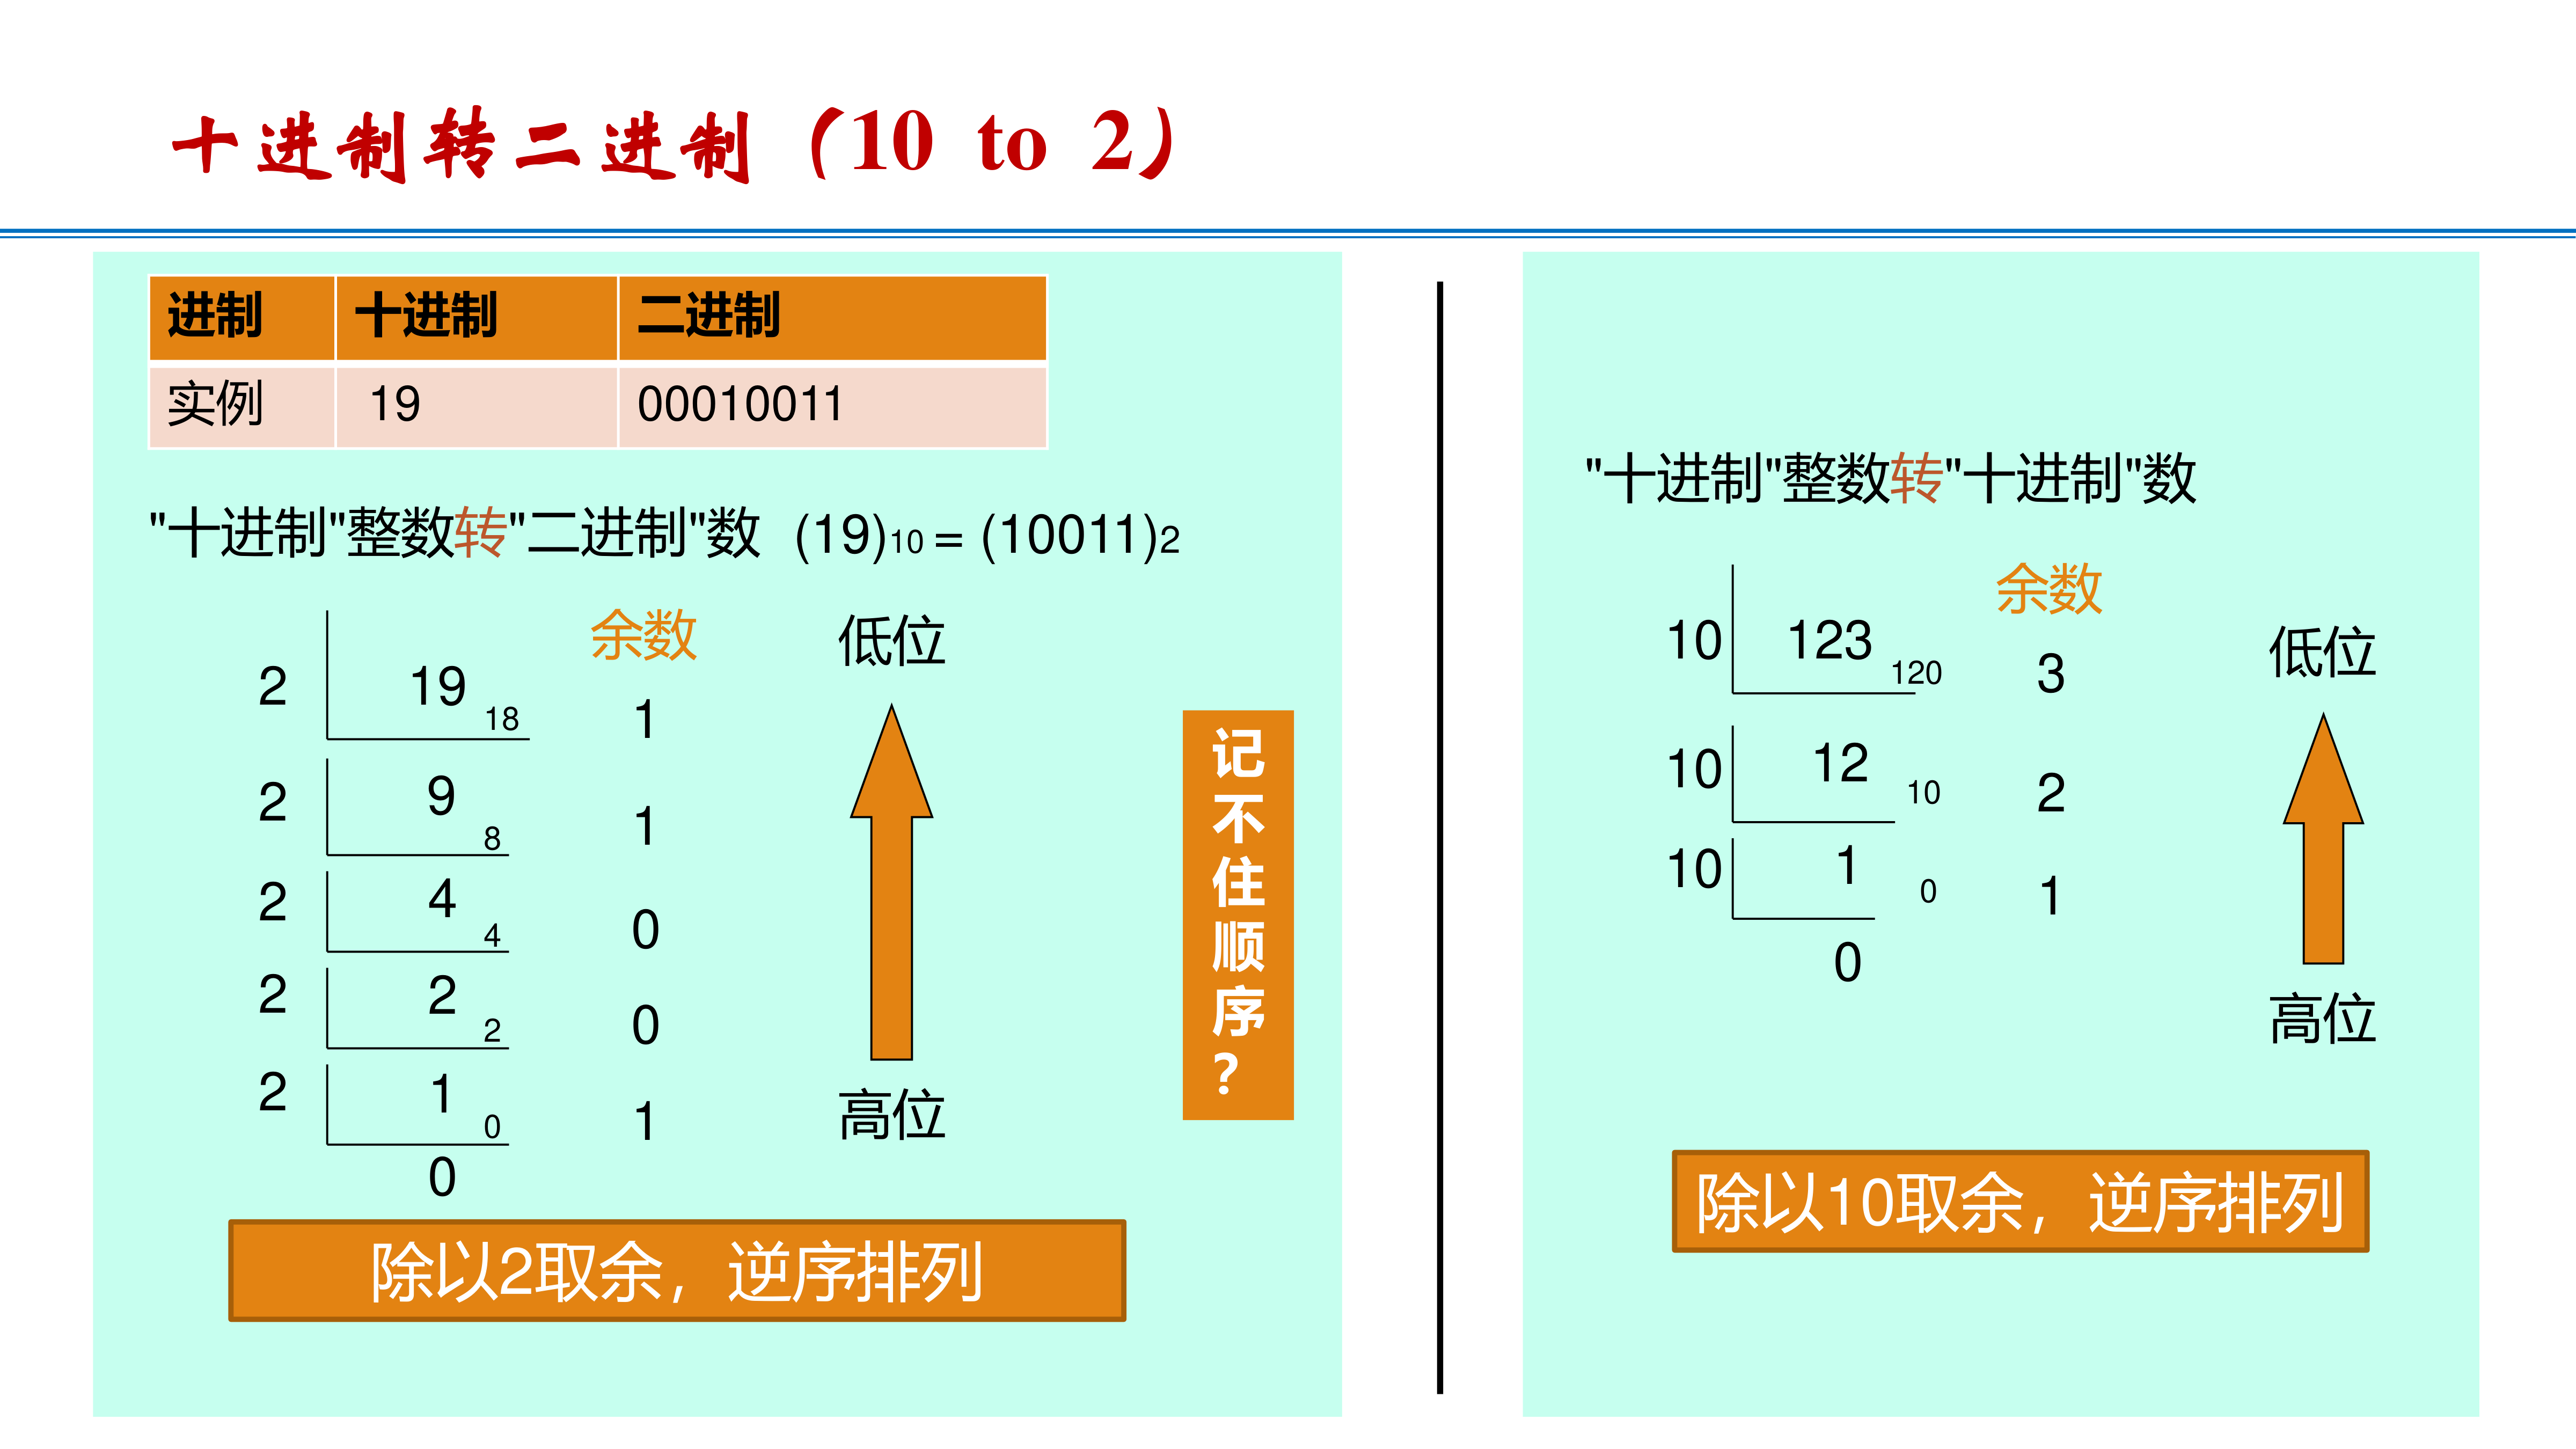 十进制转二进制（10 to 2）
进制 十进制 二进制
实例 19 00010011
"十进制"整数转"二进制"数 (19)10 = (10011)2
余数 低位
2 19 18 1
2 9 8 1
2 4 4 0
2 2 2 0
2 1 0 1
高位
0
除以2取余，逆序排列
记
不
住
顺
序
？
"十进制"整数转"十进制"数
余数
低位
10 123 120 3
10 12 10 2
10 1 0 1
0
高位
除以10取余，逆序排列